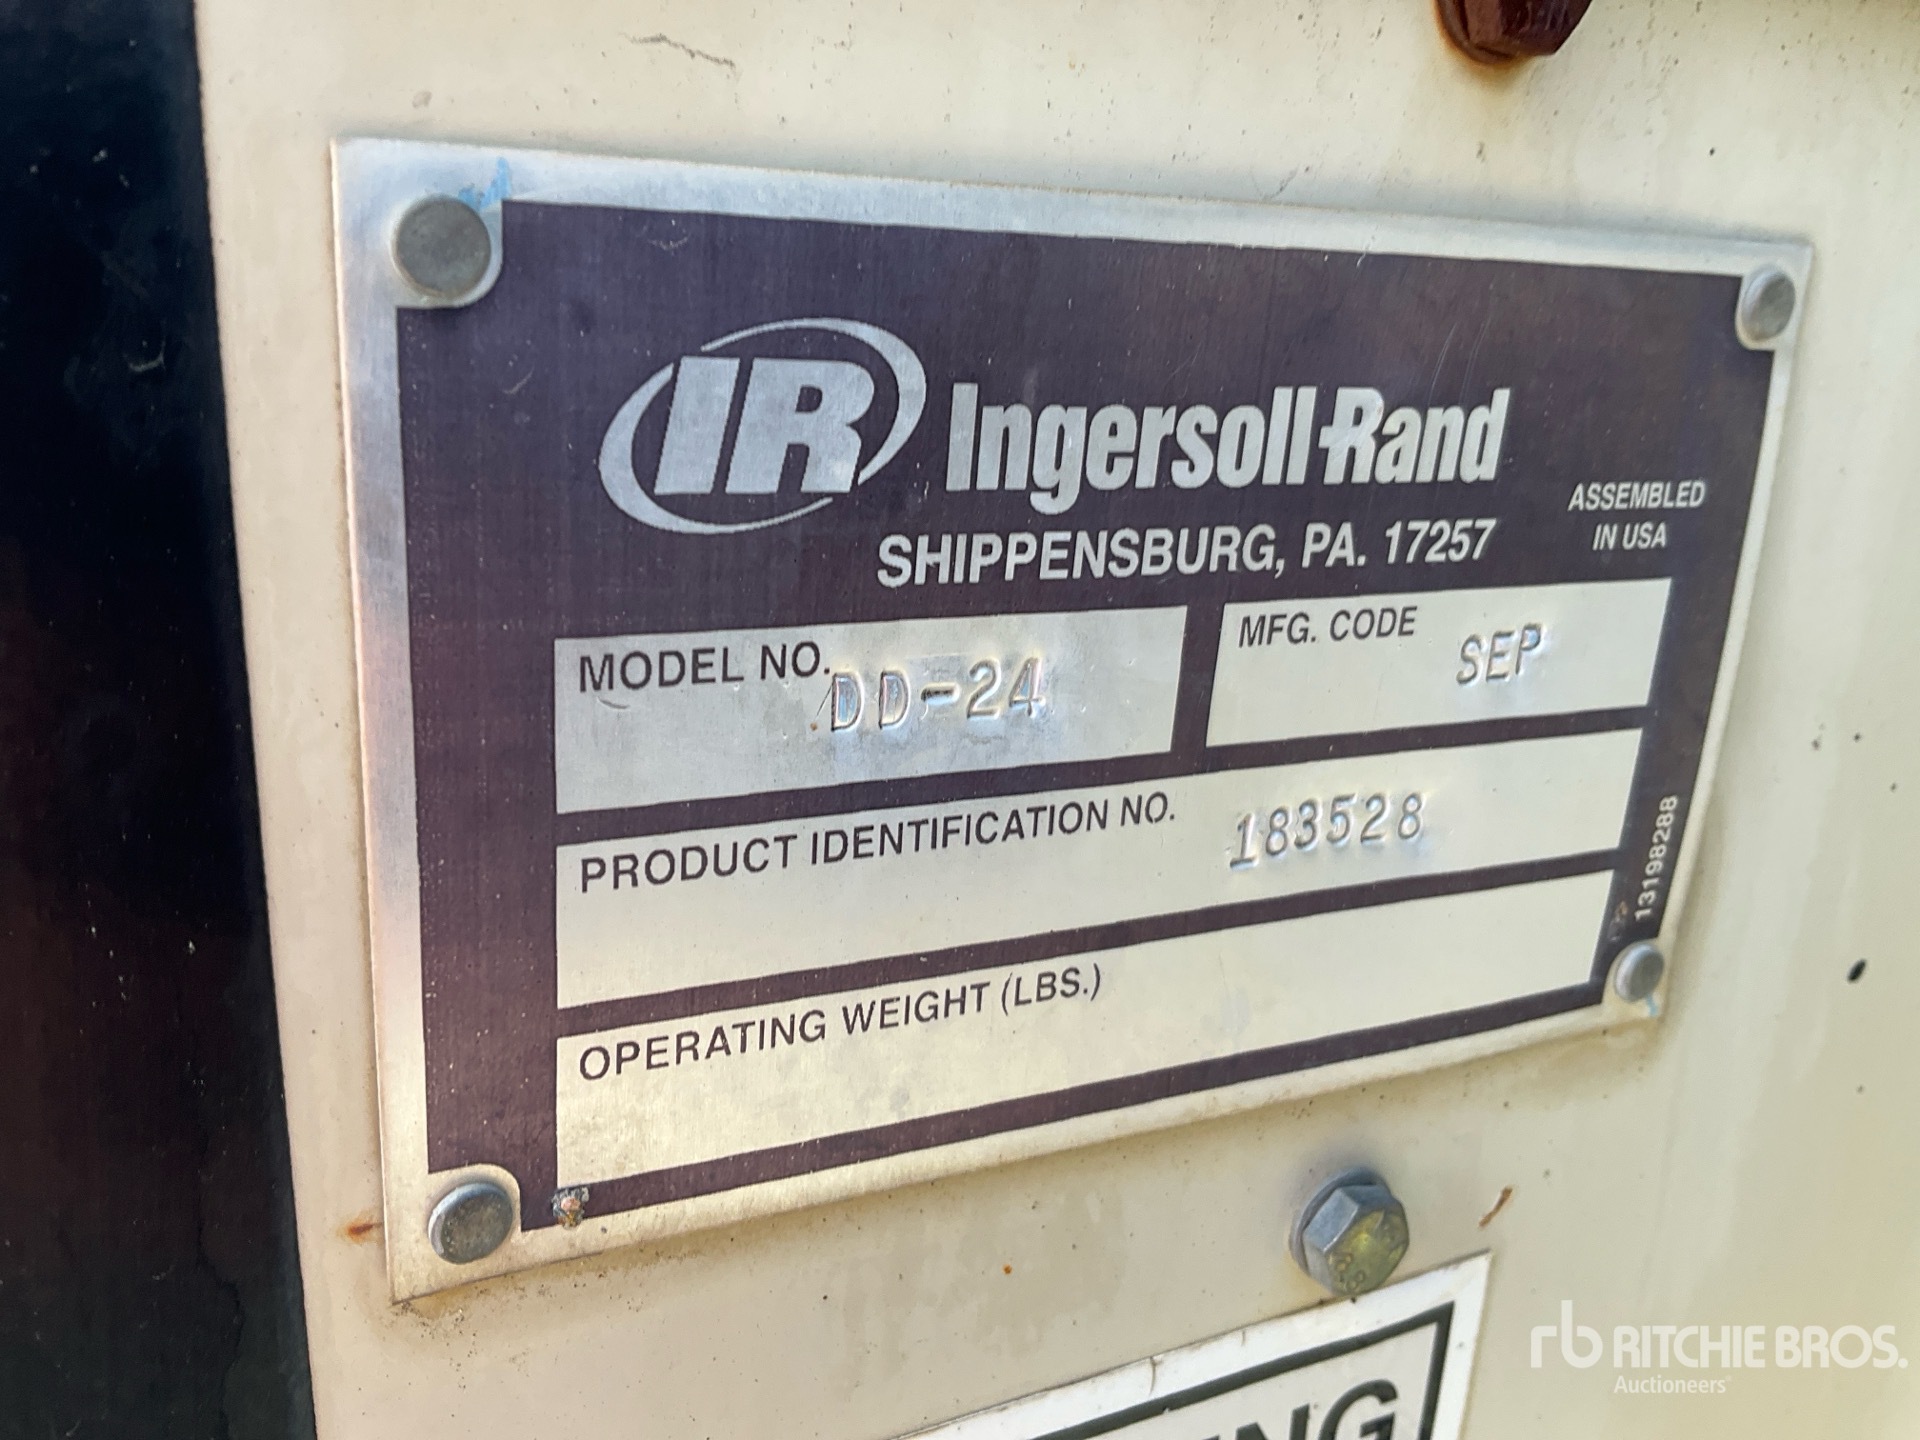 IR Ingersoll-Rand
SHIPPENSBURG, PA. 17257
ASSEMBLED
IN USA
MODEL NO. DD-24
MFG. CODE SEP
PRODUCT IDENTIFICATION NO. 183528
OPERATING WEIGHT (LBS.)
13198288
rb RITCHIE BROS.
Auctioneers